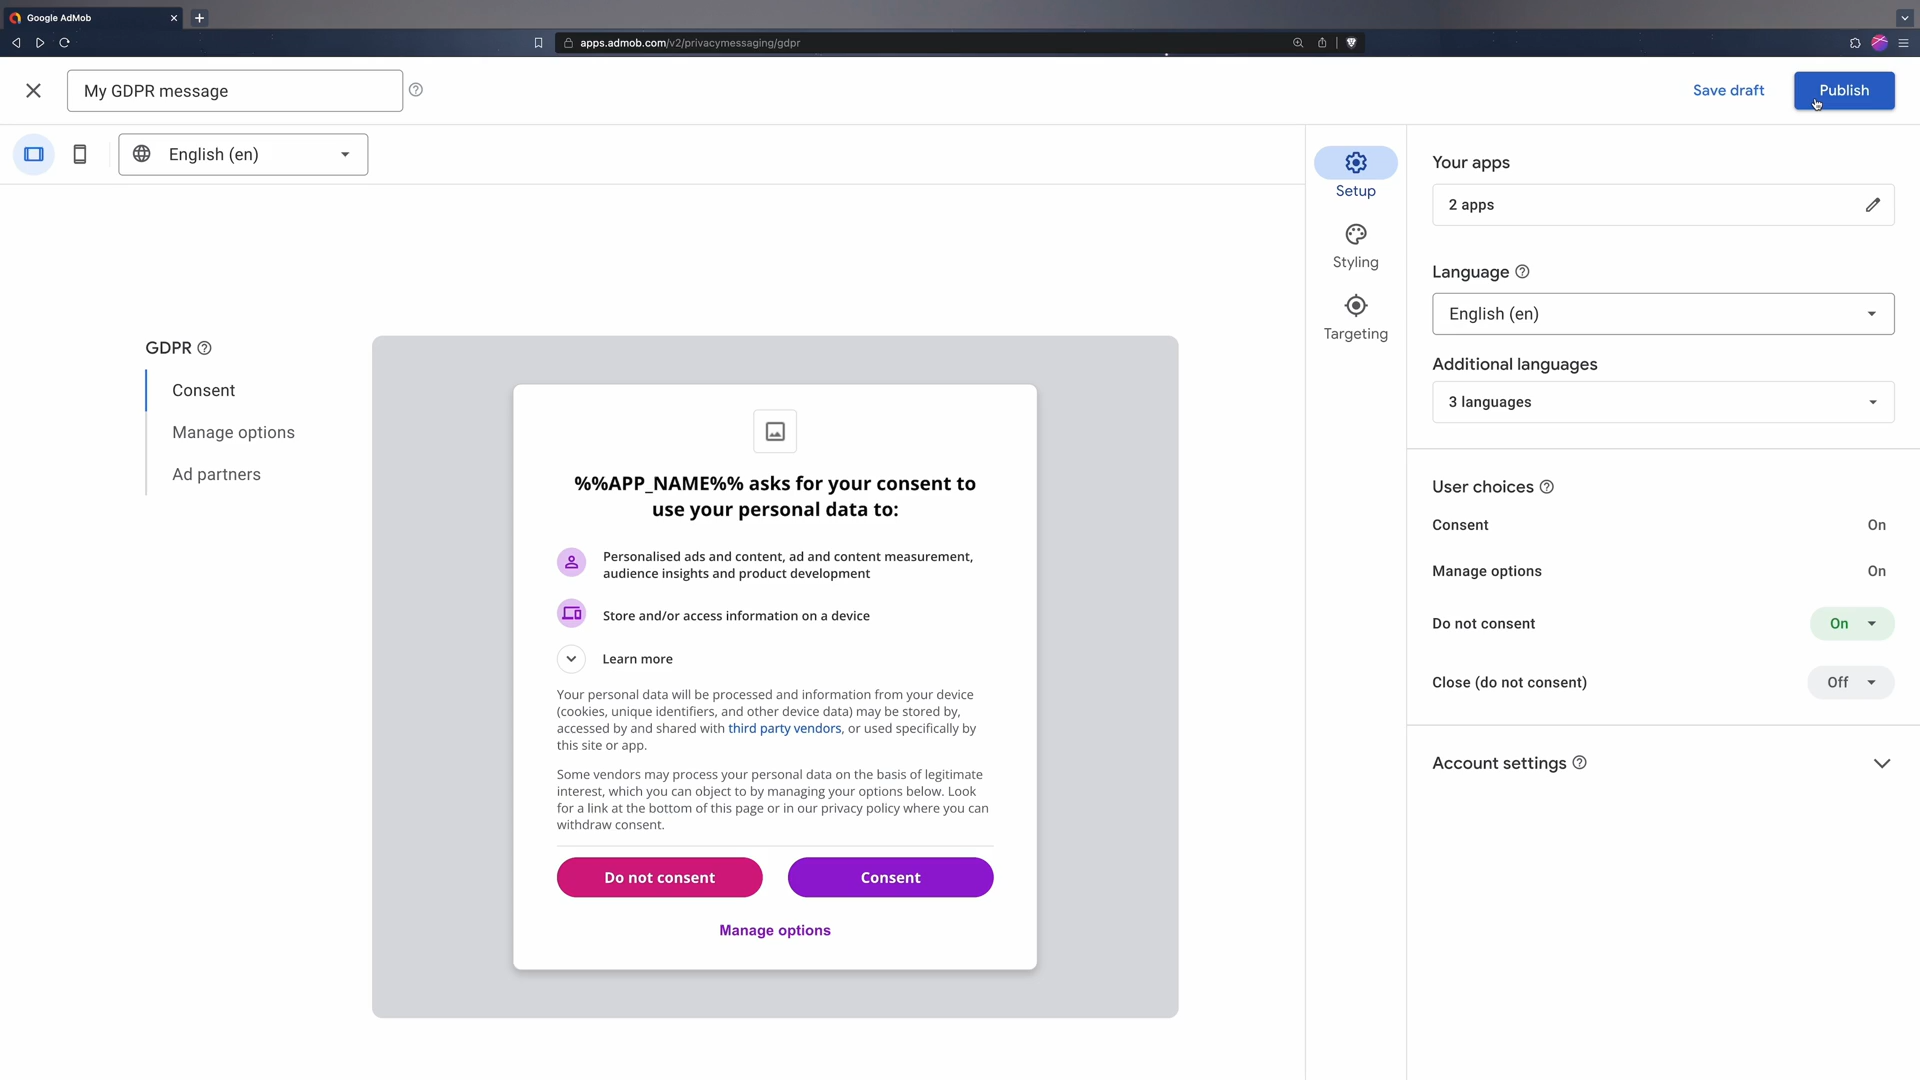 Google AdMob
apps.admob.com/v2/privacymessaging/gdpr
My GDPR message
Save draft
Publish
English (en)
Setup
Styling
Targeting
Your apps
2 apps
Language
English (en)
Additional languages
3 languages
User choices
Consent On
Manage options On
Do not consent On
Close (do not consent) Off
Account settings
GDPR
Consent
Manage options
Ad partners
%%APP_NAME%% asks for your consent to
use your personal data to:
Personalised ads and content, ad and content measurement,
audience insights and product development
Store and/or access information on a device
Learn more
Your personal data will be processed and information from your device
(cookies, unique identifiers, and other device data) may be stored by,
accessed by and shared with third party vendors, or used specifically by
this site or app.
Some vendors may process your personal data on the basis of legitimate
interest, which you can object to by managing your options below. Look
for a link at the bottom of this page or in our privacy policy where you can
withdraw consent.
Do not consent
Consent
Manage options